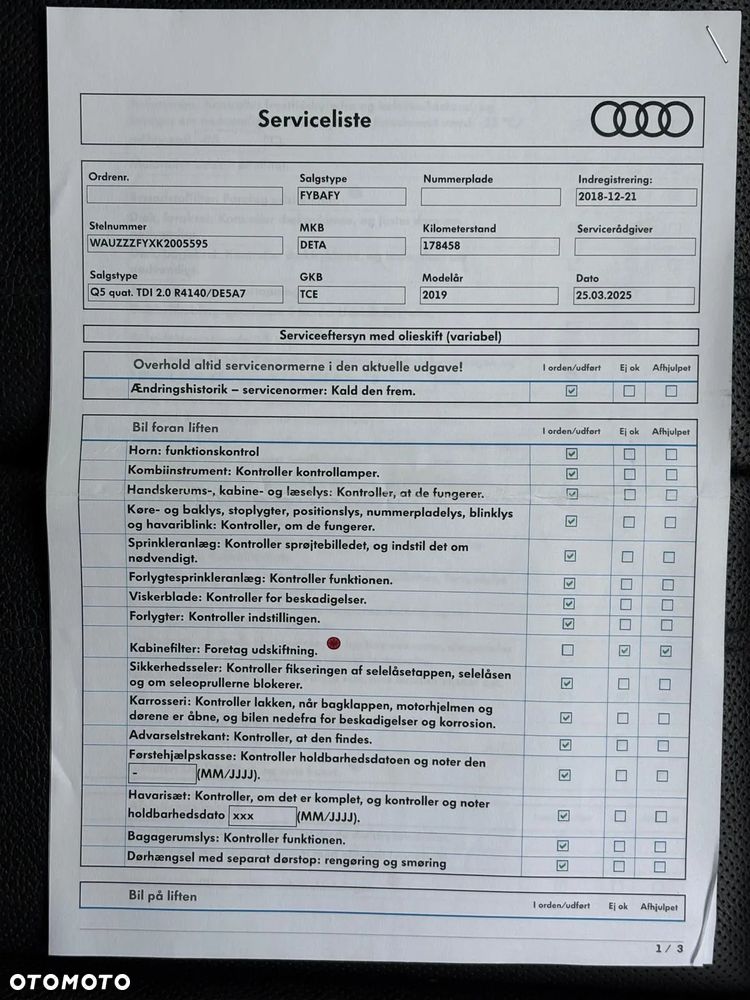 Serviceliste
Ordrenr. Salgstype Nummerplade Indregistrering:
FYBAFY 2018-12-21
Stelnummer MKB Kilometerstand Servicerådgiver
WAUZZZFYXK2005595 DETA 178458
Salgstype GKB Modelår Dato
Q5 quat. TDI 2.0 R4140/DE5A7 TCE 2019 25.03.2025
Serviceeftersyn med olieskift (variabel)
Overhold altid servicenormerne i den aktuelle udgave! I orden/udført Ej ok Afhjulpet
Ændringshistorik – servicenormer: Kald den frem.
Bil foran liften I orden/udført Ej ok Afhjulpet
Horn: funktionskontrol
Kombiinstrument: Kontroller kontrollamper.
Handskerums-, kabine- og læselys: Kontroller, at de fungerer.
Køre- og baklys, stoplygter, positionslys, nummerpladelys, blinklys
og havariblink: Kontroller, om de fungerer.
Sprinkleranlæg: Kontroller sprøjtebilledet, og indstil det om
nødvendigt.
Forlygtesprinkleranlæg: Kontroller funktionen.
Viskerblade: Kontroller for beskadigelser.
Forlygter: Kontroller indstillingen.
Kabinefilter: Foretag udskiftning.
Sikkerhedsseler: Kontroller fikseringen af selelåsetappen, selelåsen
og om seleoprullerne blokerer.
Karrosseri: Kontroller lakken, når bagklappen, motorhjelmen og
dørene er åbne, og bilen nedefra for beskadigelser og korrosion.
Advarselstrekant: Kontroller, at den findes.
Førstehjælpskasse: Kontroller holdbarhedsdatoen og noter den
- (MM/JJJJ).
Havarisæt: Kontroller, om det er komplet, og kontroller og noter
holdbarhedsdato xxx (MM/JJJJ).
Bagagerumslys: Kontroller funktionen.
Dørhængsel med separat dørstop: rengøring og smøring
Bil på liften I orden/udført Ej ok Afhjulpet
1 / 3
OTOMOTO